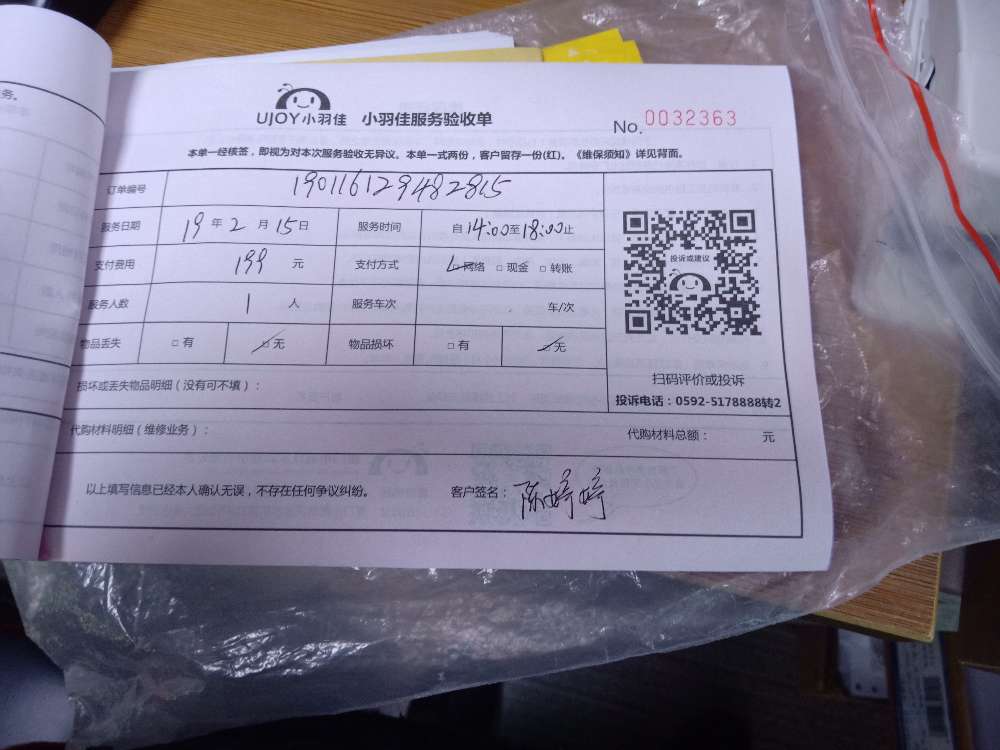 务。
UJOY小羽佳 小羽佳服务验收单
No. 0032363
本单一经核签，即视为对本次服务验收无异议。本单一式两份，客户留存一份(红)。《维保须知》详见背面。
订单编号 190116129482815
服务日期 19 年 2 月 15 日 服务时间 自 14:00 至 18:00 止
支付费用 199 元 支付方式 □网络 □现金 □转账
服务人数 1 人 服务车次 车/次
物品丢失 □有 □无 物品损坏 □有 □无
投诉或建议
扫码评价或投诉
投诉电话：0592-5178888转2
损坏或丢失物品明细（没有可不填）：
代购材料明细（维修业务）： 代购材料总额： 元
以上填写信息已经本人确认无误，不存在任何争议纠纷。 客户签名：陈婷婷